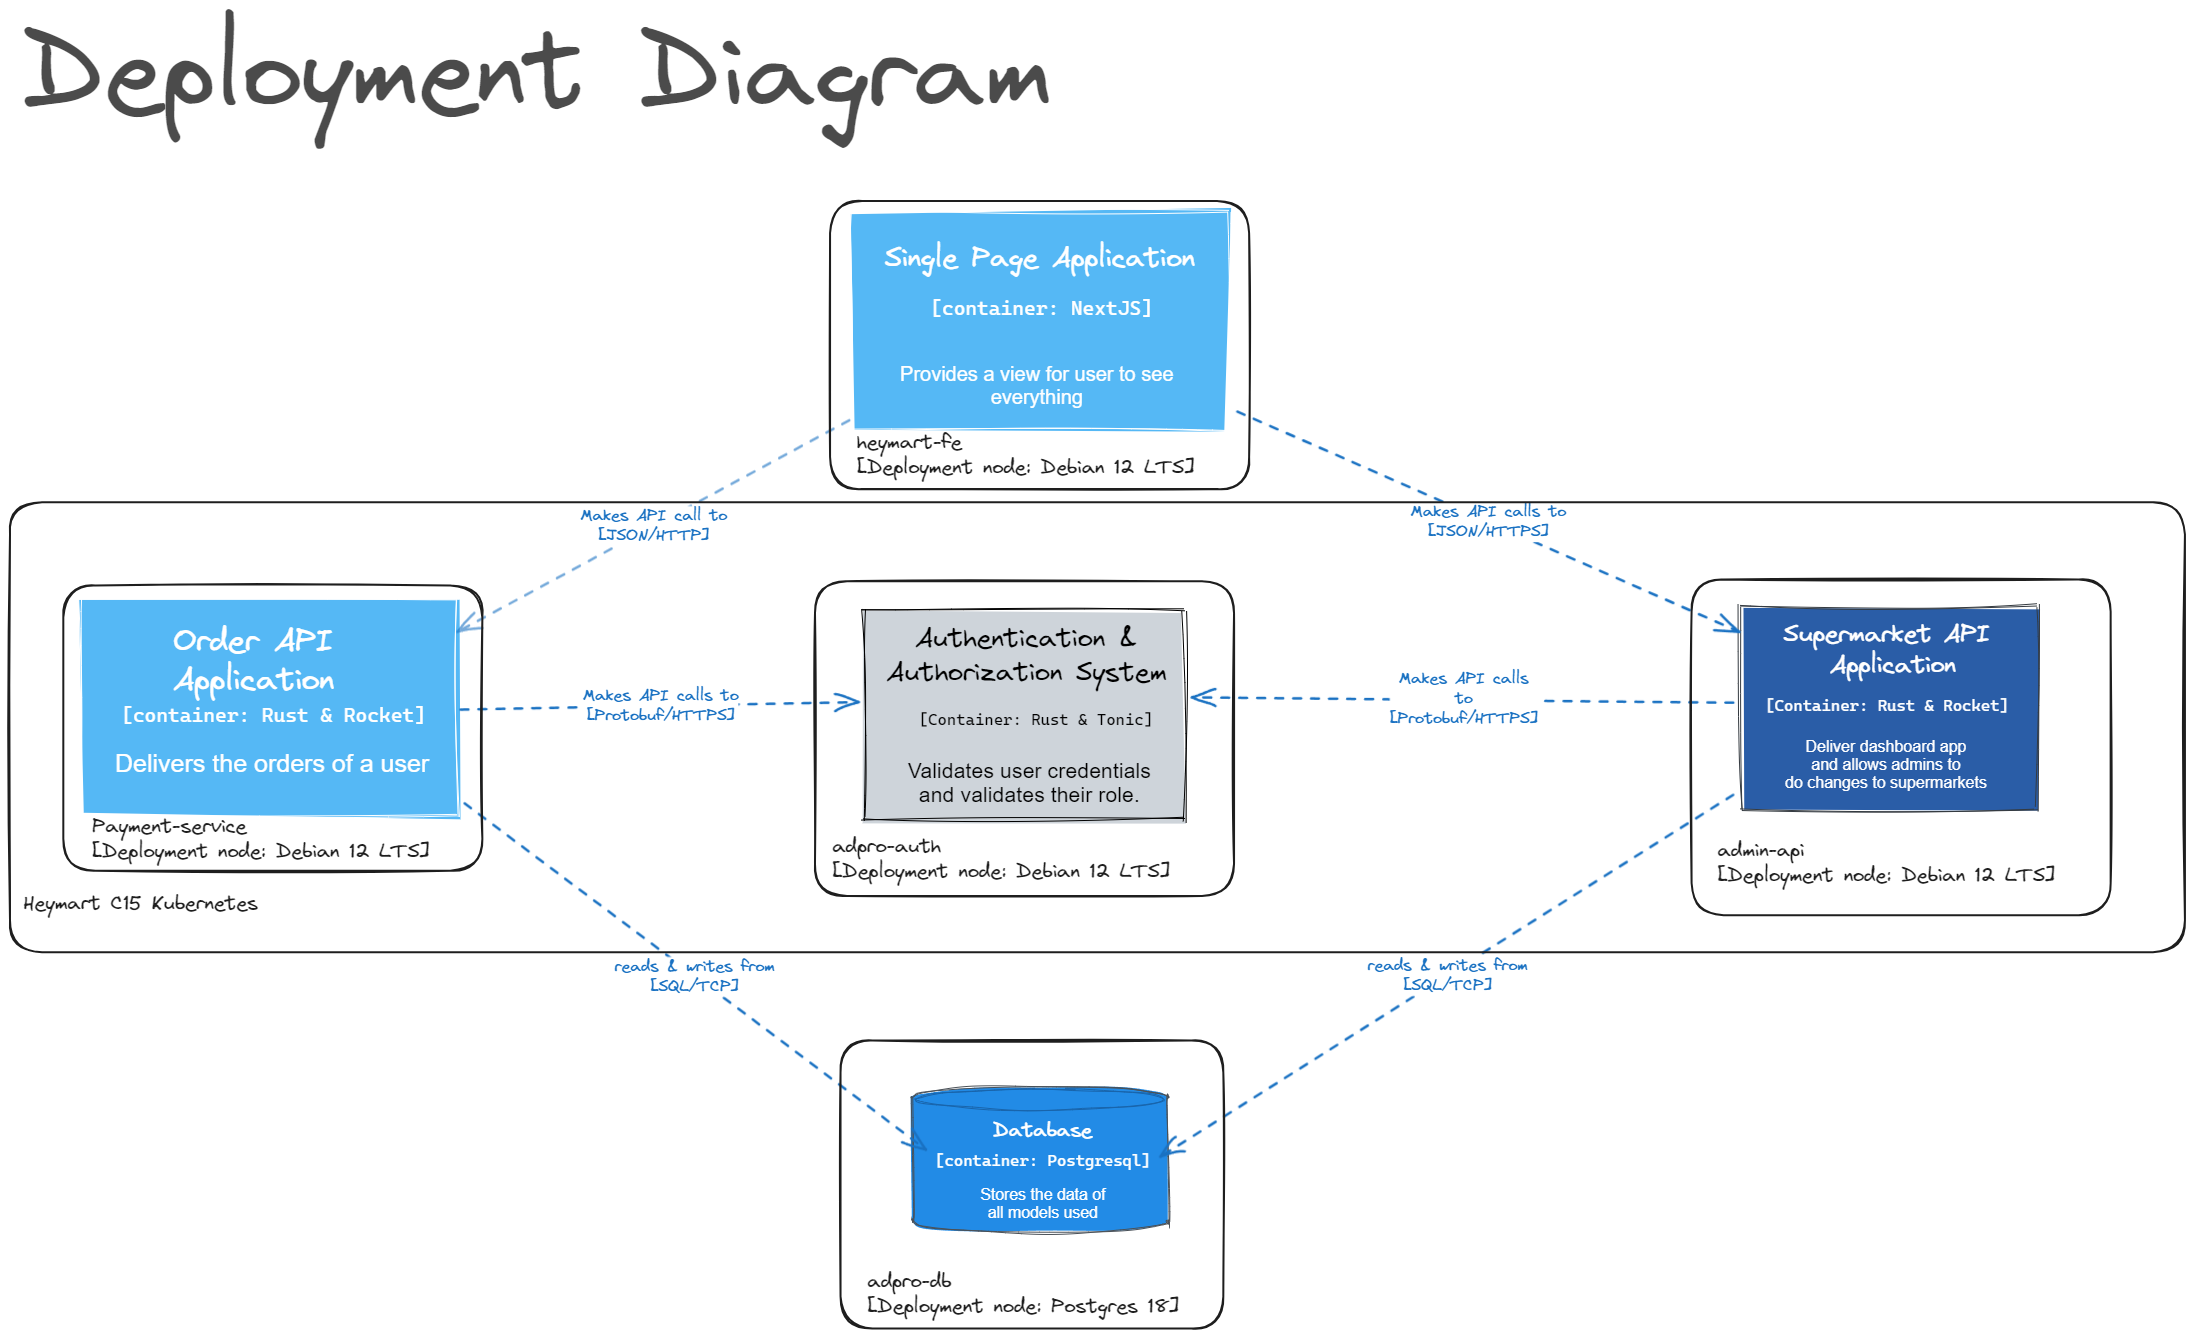 Deployment Diagram
Single Page Application
[container: NextJS]
Provides a view for user to see
everything
heymart-fe
[Deployment node: Debian 12 LTS]
Makes API call to
[JSON/HTTP]
Makes API calls to
[JSON/HTTPS]
Order API
Application
[container: Rust & Rocket]
Delivers the orders of a user
Payment-service
[Deployment node: Debian 12 LTS]
Heymart C15 Kubernetes
Makes API calls to
[Protobuf/HTTPS]
Authentication &
Authorization System
[Container: Rust & Tonic]
Validates user credentials
and validates their role.
adpro-auth
[Deployment node: Debian 12 LTS]
Makes API calls
to
[Protobuf/HTTPS]
Supermarket API
Application
[Container: Rust & Rocket]
Deliver dashboard app
and allows admins to
do changes to supermarkets
admin-api
[Deployment node: Debian 12 LTS]
reads & writes from
[SQL/TCP]
reads & writes from
[SQL/TCP]
Database
[container: Postgresql]
Stores the data of
all models used
adpro-db
[Deployment node: Postgres 18]